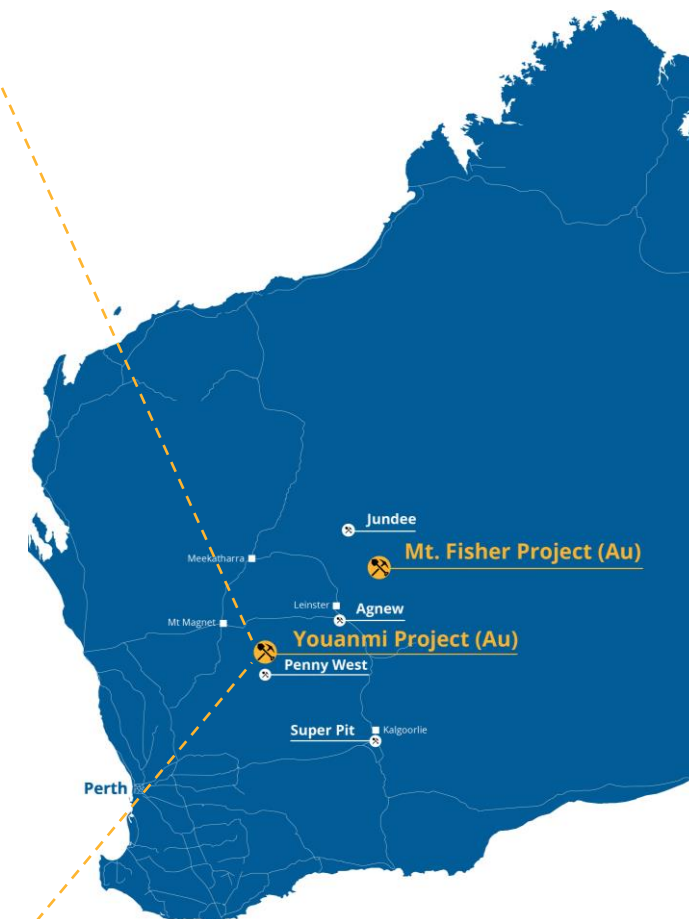 Jundee
Mt. Fisher Project (Au)
Meekatharra
Leinster
Agnew
Mt Magnet
Youanmi Project (Au)
Penny West
Super Pit
Kalgoorlie
Perth